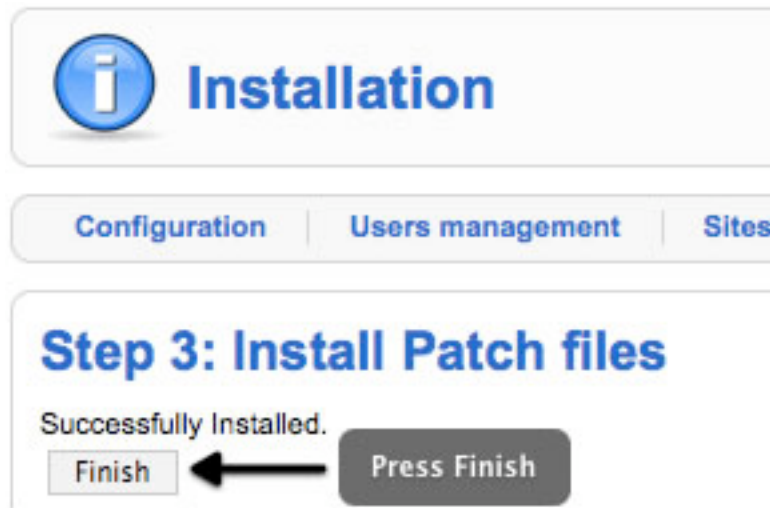 Installation
Configuration Users management Sites
Step 3: Install Patch files
Successfully Installed.
Finish Press Finish